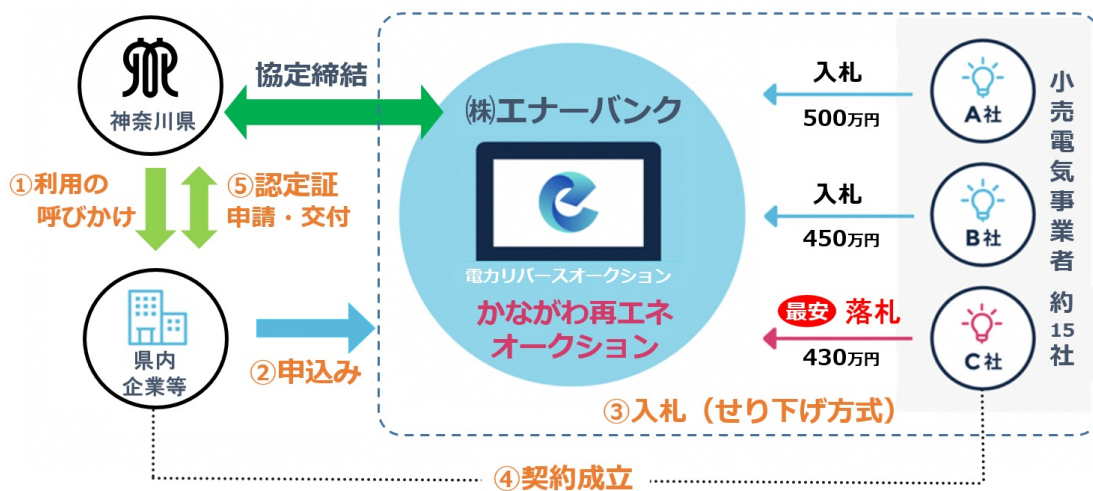 神奈川県
協定締結
①利用の
呼びかけ
⑤認定証
申請・交付
県内
企業等
②申込み
㈱エナーバンク
電力リバースオークション
かながわ再エネ
オークション
入札
500万円
A社
入札
450万円
B社
最安 落札
430万円
C社
小売電気事業者 約15社
③入札（せり下げ方式）
④契約成立